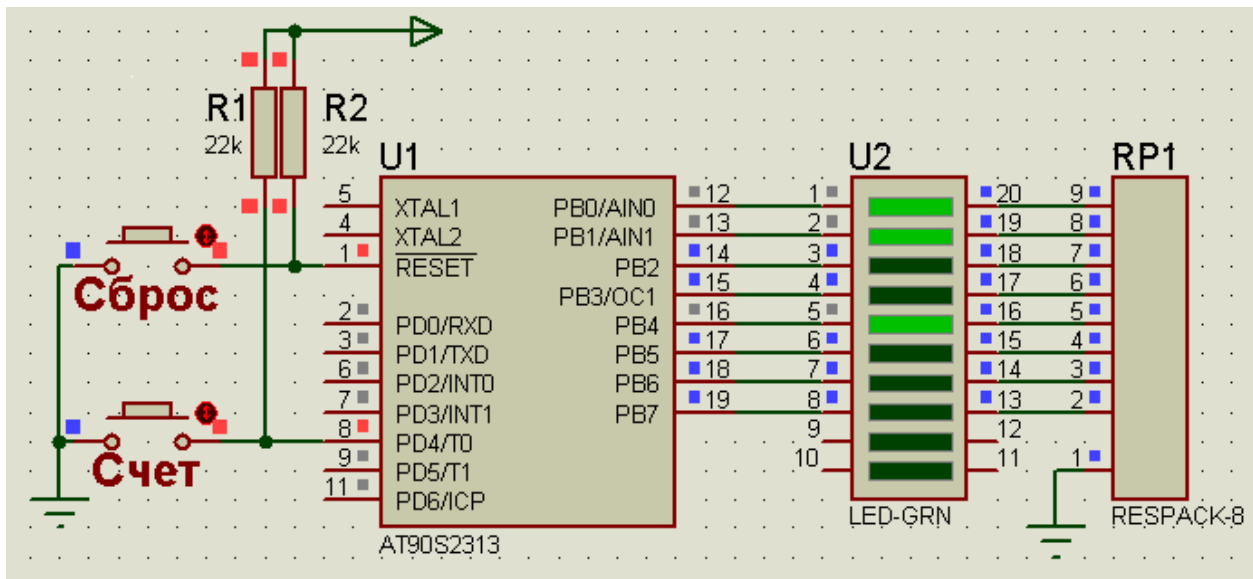 R1
22k
R2
22k
U1
U2
RP1
5 XTAL1
4 XTAL2
1 RESET
2 PD0/RXD
3 PD1/TXD
6 PD2/INT0
7 PD3/INT1
8 PD4/T0
9 PD5/T1
11 PD6/ICP
PB0/AIN0 12
PB1/AIN1 13
PB2 14
PB3/OC1 15
PB4 16
PB5 17
PB6 18
PB7 19
AT90S2313
Сброс
Счет
1 20
2 19
3 18
4 17
5 16
6 15
7 14
8 13
9 12
10 11
LED-GRN
9
8
7
6
5
4
3
2
1
RESPACK-8